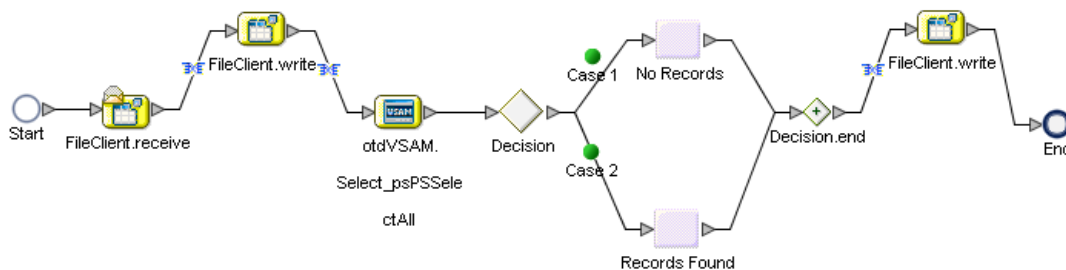 Start
FileClient.receive
FileClient.write
VSAM
otdVSAM.
Select_psPSSele
ctAll
Decision
Case 1
No Records
Case 2
Records Found
Decision.end
FileClient.write
End